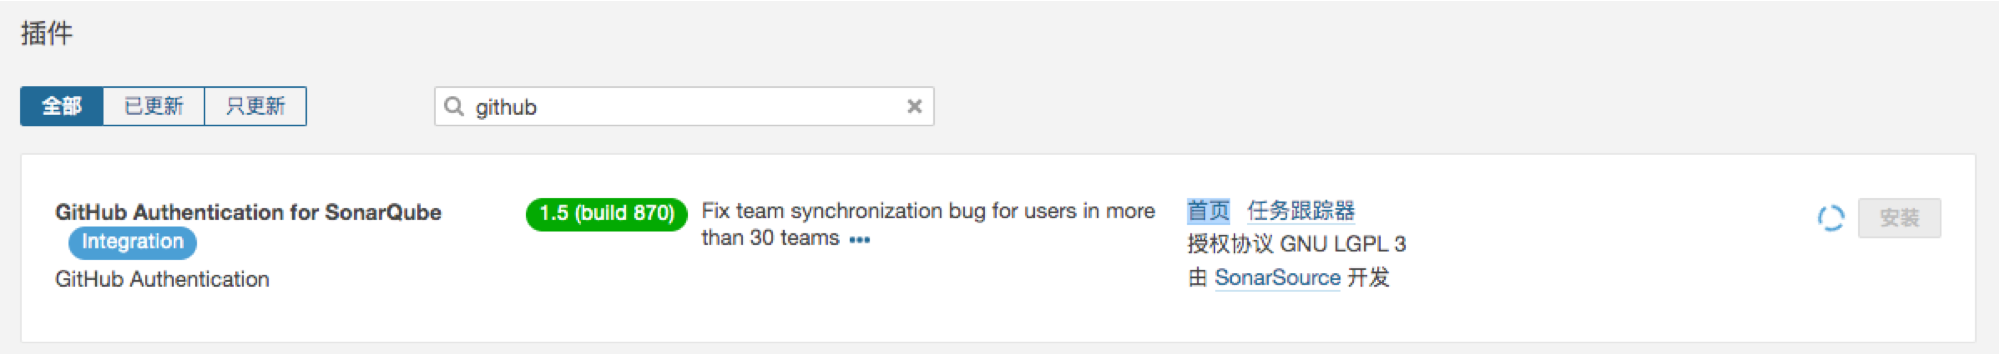 插件
全部 已更新 只更新 github
GitHub Authentication for SonarQube
Integration
GitHub Authentication
1.5 (build 870)
Fix team synchronization bug for users in more
than 30 teams •••
首页 任务跟踪器
授权协议 GNU LGPL 3
由 SonarSource 开发
安装